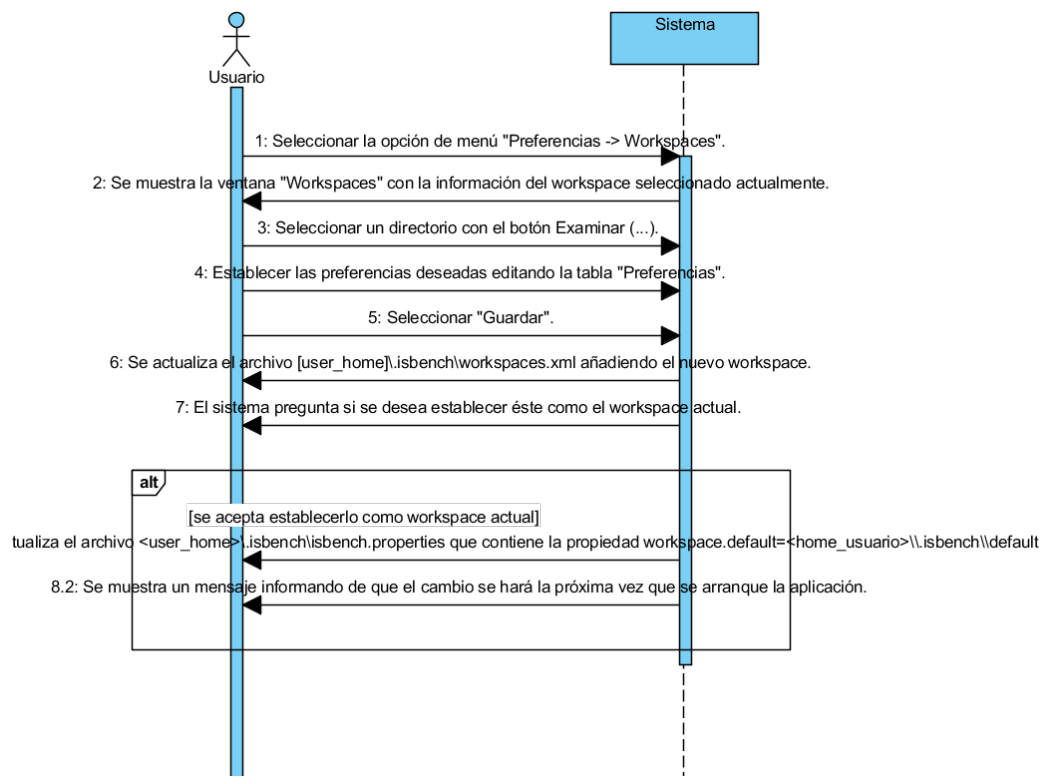 Sistema
Usuario
1: Seleccionar la opción de menú "Preferencias -> Workspaces".
2: Se muestra la ventana "Workspaces" con la información del workspace seleccionado actualmente.
3: Seleccionar un directorio con el botón Examinar (...).
4: Establecer las preferencias deseadas editando la tabla "Preferencias".
5: Seleccionar "Guardar".
6: Se actualiza el archivo [user_home]\.isbench\workspaces.xml añadiendo el nuevo workspace.
7: El sistema pregunta si se desea establecer éste como el workspace actual.
alt
[se acepta establecerlo como workspace actual]
tualiza el archivo <user_home>\.isbench\isbench.properties que contiene la propiedad workspace.default=<home_usuario>\\.isbench\\default
8.2: Se muestra un mensaje informando de que el cambio se hará la próxima vez que se arranque la aplicación.